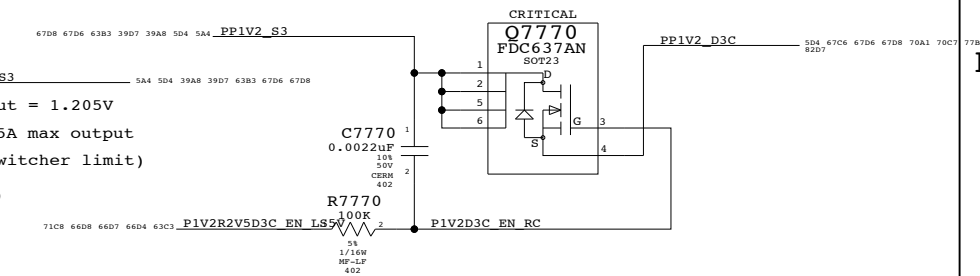 CRITICAL
Q7770
FDC637AN
SOT23
67D8 67D6 63B3 39D7 39A8 5D4 5A4 PP1V2_S3
PP1V2_D3C 5D4 67C6 67D6 67D8 70A1 70C7 77B
82D7
S3 5A4 5D4 39A8 39D7 63B3 67D6 67D8
1
D
2
ut = 1.205V
5
5A max output
6
G 3
C7770 1
S
0.0022uF
4
witcher limit)
10%
50V
CERM 2
402
R7770
100K
71C8 66D8 66D7 66D4 63C3 P1V2R2V5D3C_EN_LS5V 2 P1V2D3C_EN_RC
5%
1/16W
MF-LF
402